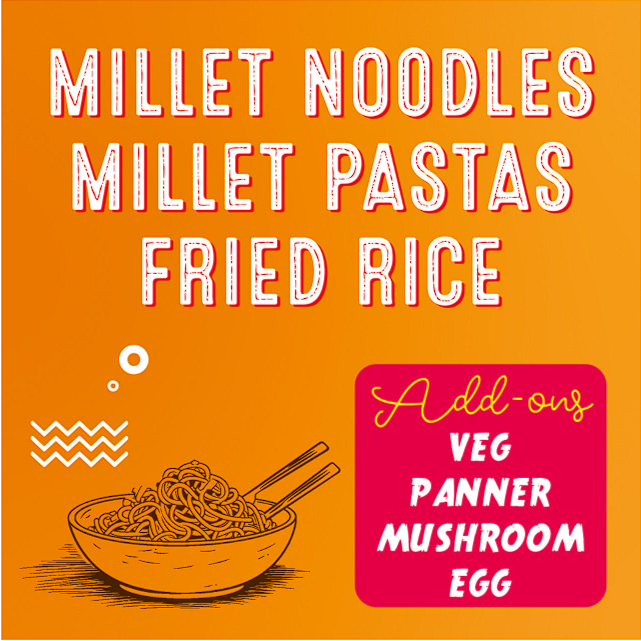 MILLET NOODLES
MILLET PASTAS
FRIED RICE
Add-ons
VEG
PANNER
MUSHROOM
EGG